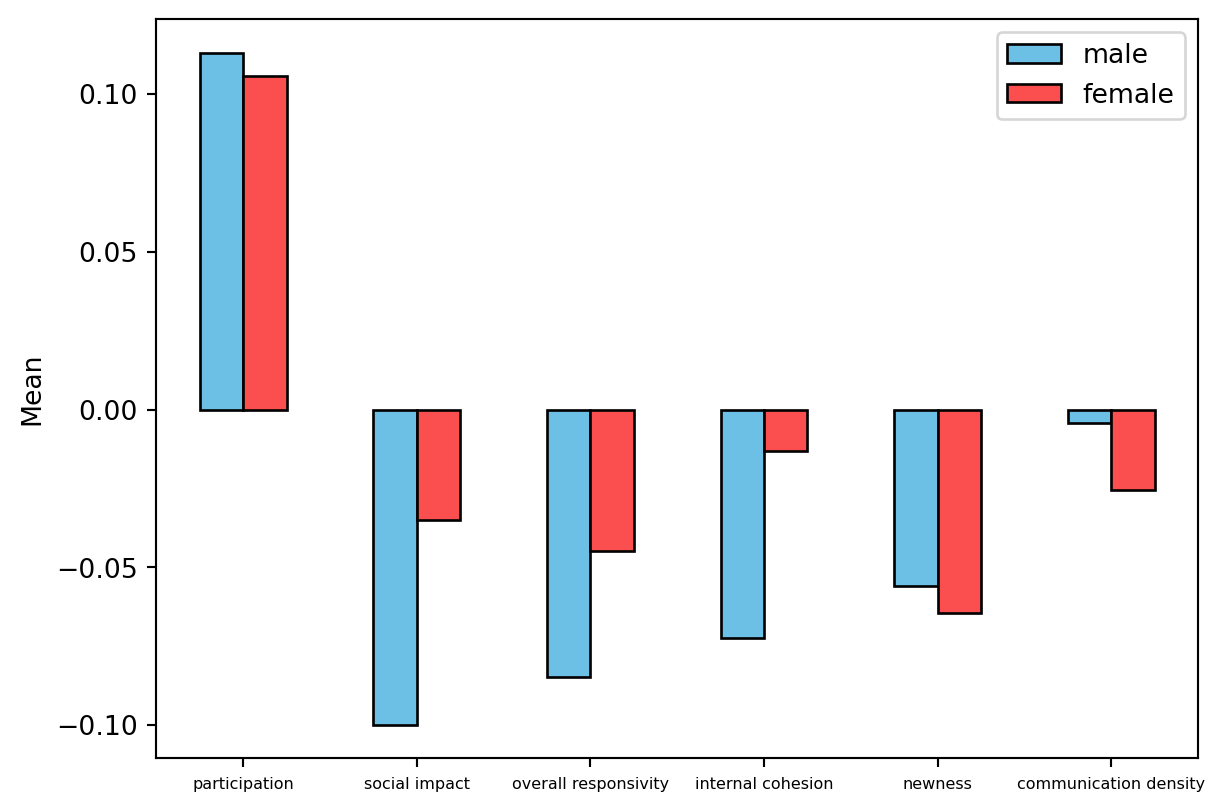 male
female
0.10
0.05
0.00
−0.05
−0.10
Mean
participation
social impact
overall responsivity
internal cohesion
newness
communication density